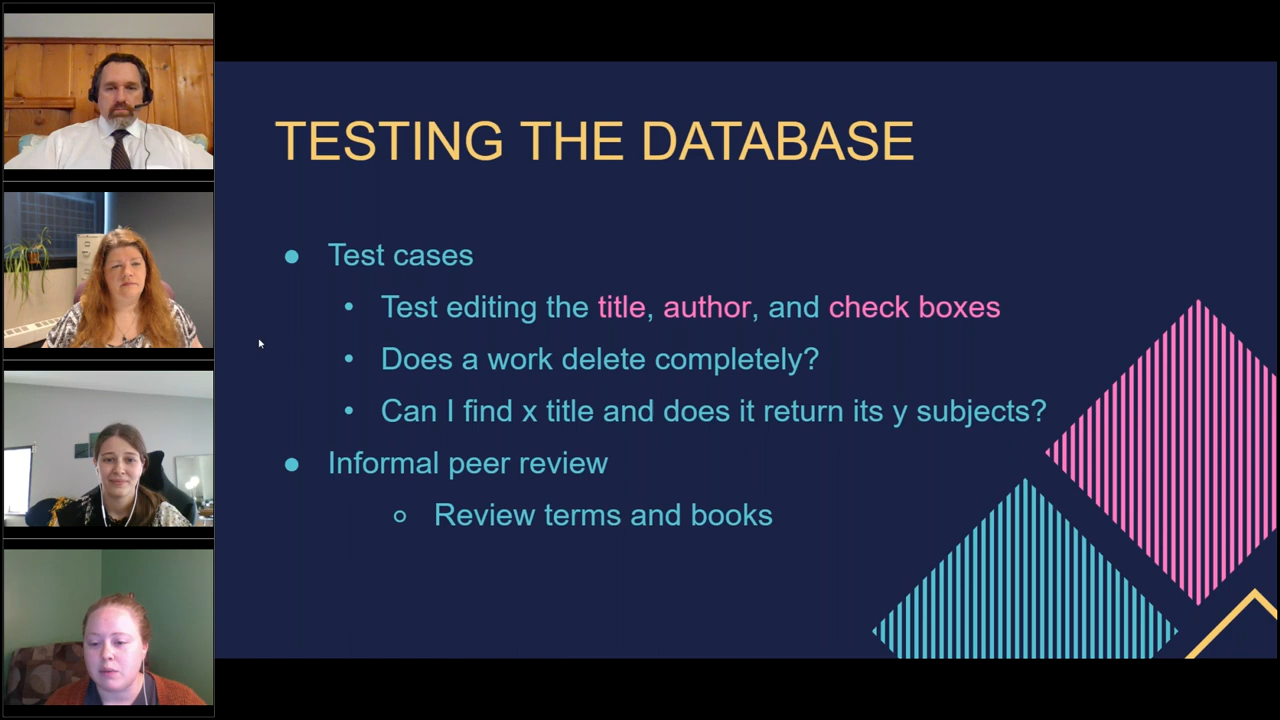 TESTING THE DATABASE
● Test cases
• Test editing the title, author, and check boxes
• Does a work delete completely?
• Can I find x title and does it return its y subjects?
● Informal peer review
○ Review terms and books